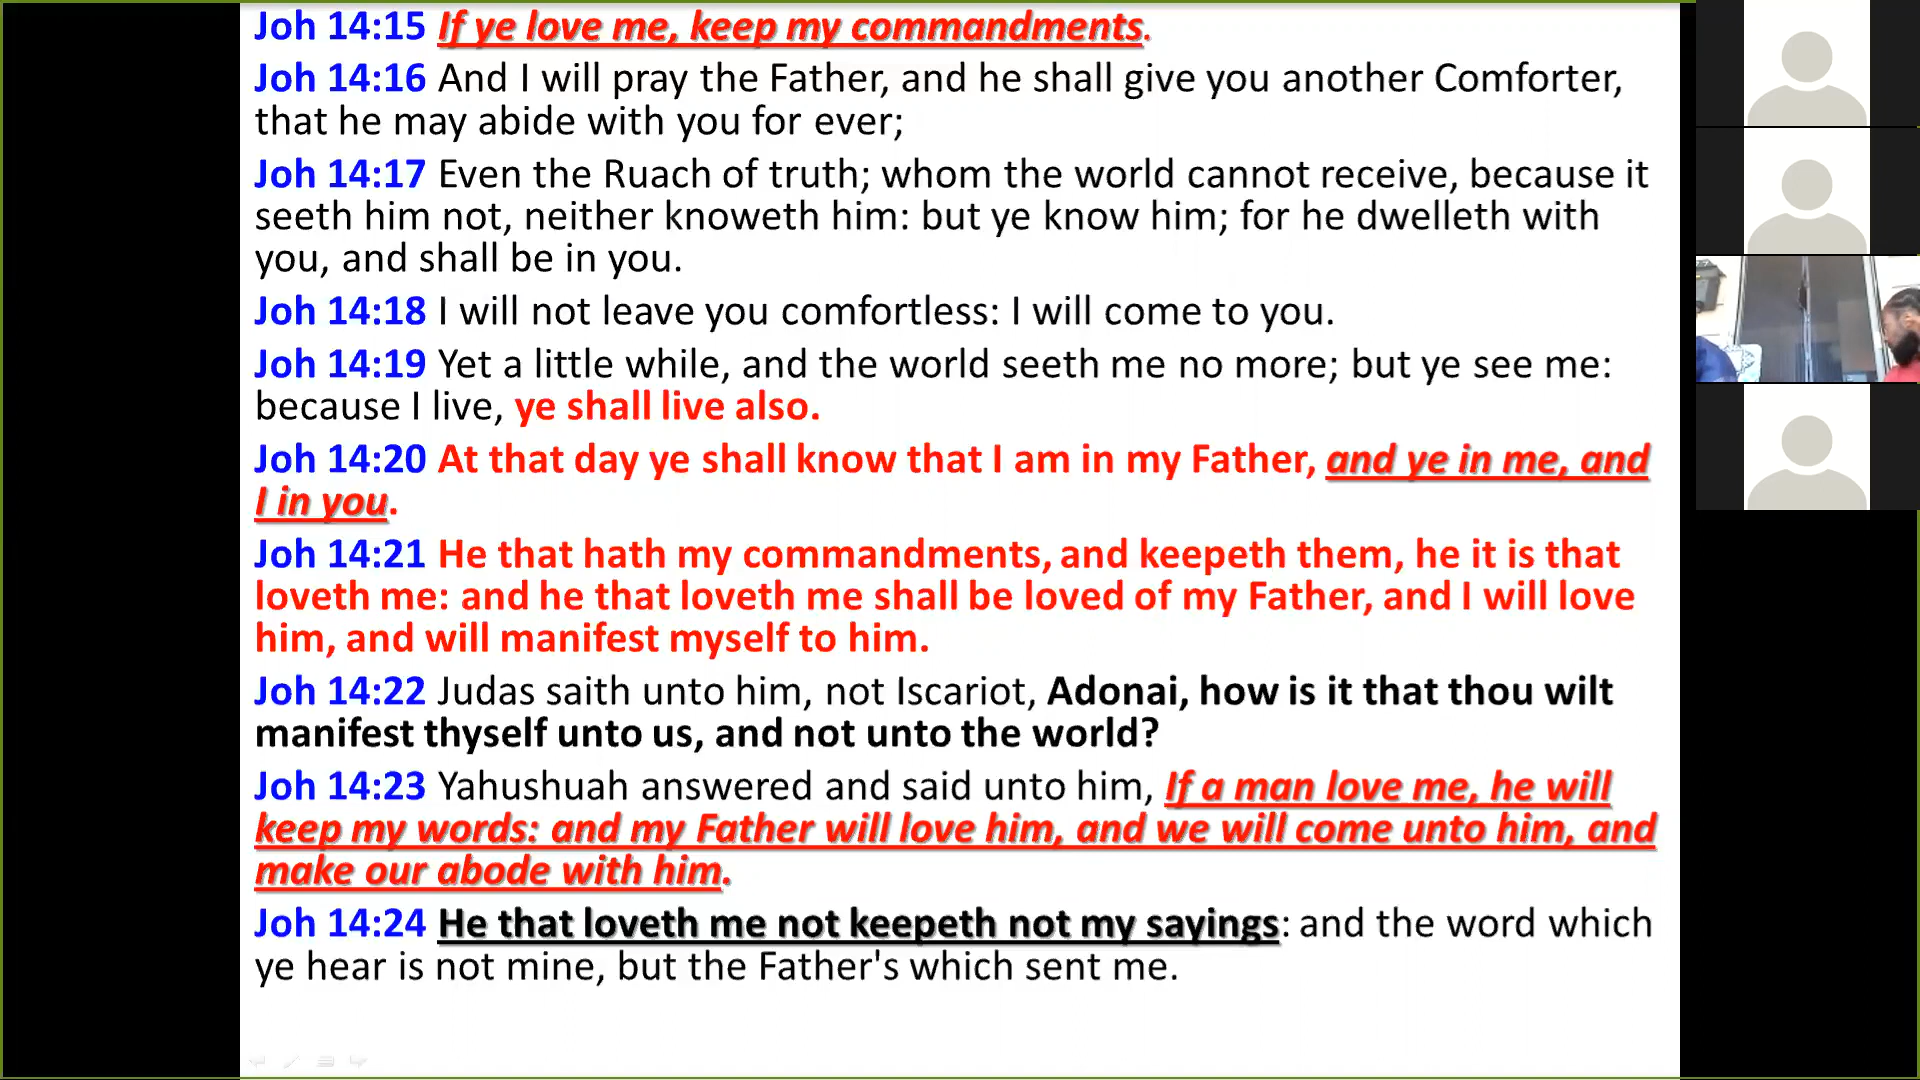 Joh 14:15 If ye love me, keep my commandments.
Joh 14:16 And I will pray the Father, and he shall give you another Comforter,
that he may abide with you for ever;
Joh 14:17 Even the Ruach of truth; whom the world cannot receive, because it
seeth him not, neither knoweth him: but ye know him; for he dwelleth with
you, and shall be in you.
Joh 14:18 I will not leave you comfortless: I will come to you.
Joh 14:19 Yet a little while, and the world seeth me no more; but ye see me:
because I live, ye shall live also.
Joh 14:20 At that day ye shall know that I am in my Father, and ye in me, and
I in you.
Joh 14:21 He that hath my commandments, and keepeth them, he it is that
loveth me: and he that loveth me shall be loved of my Father, and I will love
him, and will manifest myself to him.
Joh 14:22 Judas saith unto him, not Iscariot, Adonai, how is it that thou wilt
manifest thyself unto us, and not unto the world?
Joh 14:23 Yahushuah answered and said unto him, If a man love me, he will
keep my words: and my Father will love him, and we will come unto him, and
make our abode with him.
Joh 14:24 He that loveth me not keepeth not my sayings: and the word which
ye hear is not mine, but the Father's which sent me.